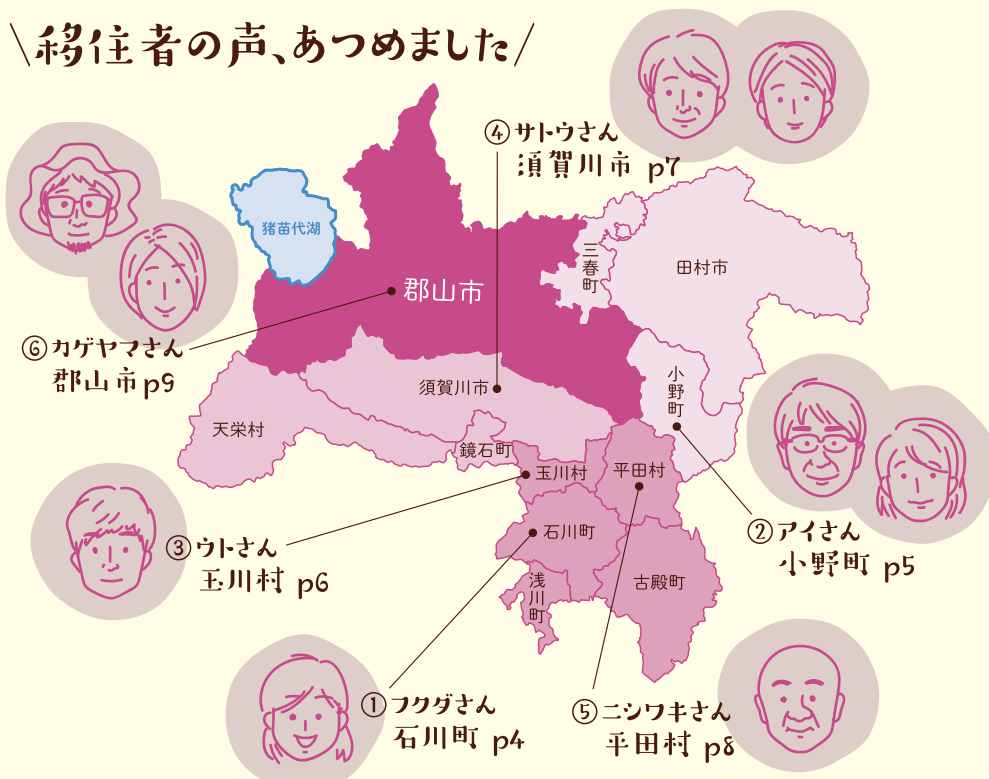 \移住者の声、あつめました/
④サトウさん
須賀川市 p7
猪苗代湖
三春町
田村市
郡山市
⑥カゲヤマさん
郡山市p9
須賀川市
小野町
天栄村
鏡石町
玉川村
平田村
③ウトさん
玉川村 p6
石川町
②アイさん
小野町 p5
浅川町
古殿町
①フクダさん
石川町 p4
⑤ニシワキさん
平田村 p8